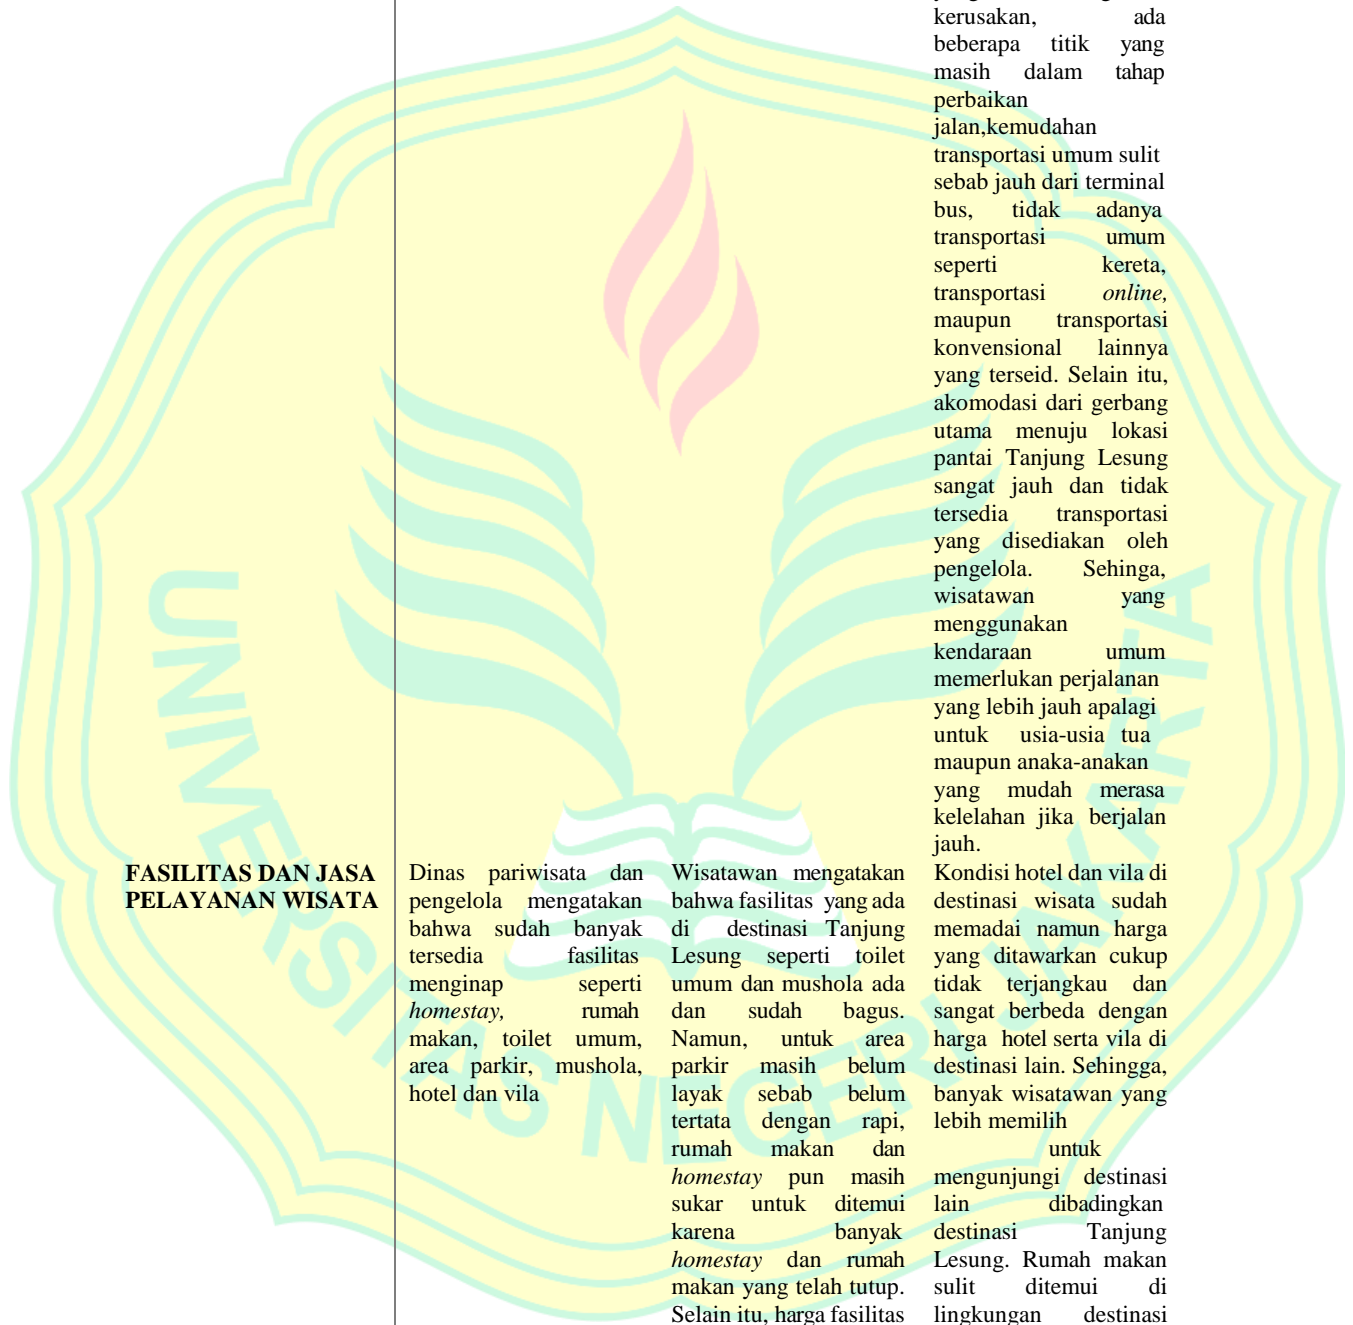 kerusakan, ada
beberapa titik yang
masih dalam tahap
perbaikan
jalan,kemudahan
transportasi umum sulit
sebab jauh dari terminal
bus, tidak adanya
transportasi umum
seperti kereta,
transportasi online,
maupun transportasi
konvensional lainnya
yang terseid. Selain itu,
akomodasi dari gerbang
utama menuju lokasi
pantai Tanjung Lesung
sangat jauh dan tidak
tersedia transportasi
yang disediakan oleh
pengelola. Sehinga,
wisatawan yang
menggunakan
kendaraan umum
memerlukan perjalanan
yang lebih jauh apalagi
untuk usia-usia tua
maupun anaka-anakan
yang mudah merasa
kelelahan jika berjalan
jauh.
FASILITAS DAN JASA
PELAYANAN WISATA
Dinas pariwisata dan
pengelola mengatakan
bahwa sudah banyak
tersedia fasilitas
menginap seperti
homestay, rumah
makan, toilet umum,
area parkir, mushola,
hotel dan vila
Wisatawan mengatakan
bahwa fasilitas yang ada
di destinasi Tanjung
Lesung seperti toilet
umum dan mushola ada
dan sudah bagus.
Namun, untuk area
parkir masih belum
layak sebab belum
tertata dengan rapi,
rumah makan dan
homestay pun masih
sukar untuk ditemui
karena banyak
homestay dan rumah
makan yang telah tutup.
Selain itu, harga fasilitas
Kondisi hotel dan vila di
destinasi wisata sudah
memadai namun harga
yang ditawarkan cukup
tidak terjangkau dan
sangat berbeda dengan
harga hotel serta vila di
destinasi lain. Sehingga,
banyak wisatawan yang
lebih memilih
untuk
mengunjungi destinasi
lain dibadingkan
destinasi Tanjung
Lesung. Rumah makan
sulit ditemui di
lingkungan destinasi
UNIVERSITAS NEGERI JAKARTA